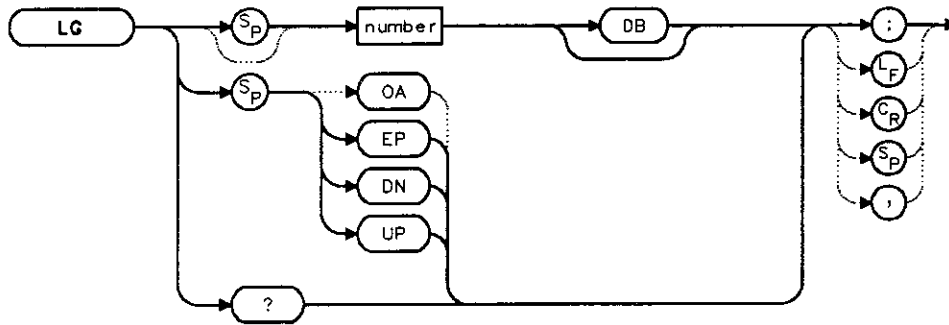 LG SP number DB ;
LF
SP OA
CR
EP
SP
DN
,
UP
?